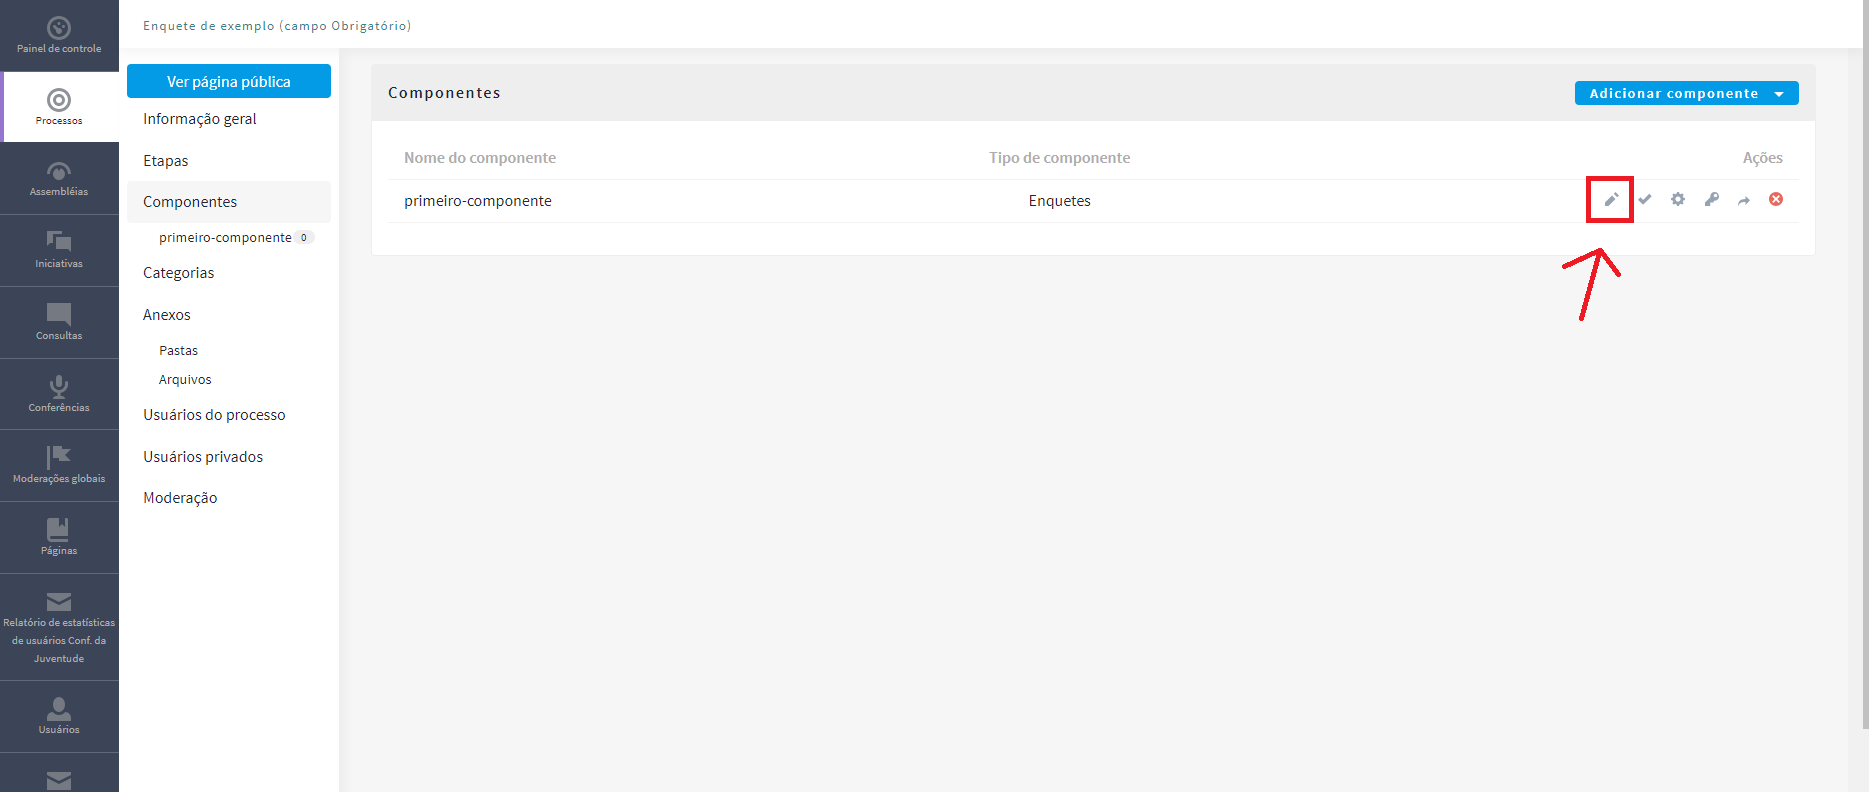 Painel de controle
Processos
Assembléias
Iniciativas
Consultas
Conferências
Moderações globais
Páginas
Relatório de estatísticas
de usuários Conf. da
Juventude
Usuários
Enquete de exemplo (campo Obrigatório)
Ver página pública
Informação geral
Etapas
Componentes
primeiro-componente 0
Categorias
Anexos
Pastas
Arquivos
Usuários do processo
Usuários privados
Moderação
Componentes
Adicionar componente
Nome do componente Tipo de componente Ações
primeiro-componente Enquetes